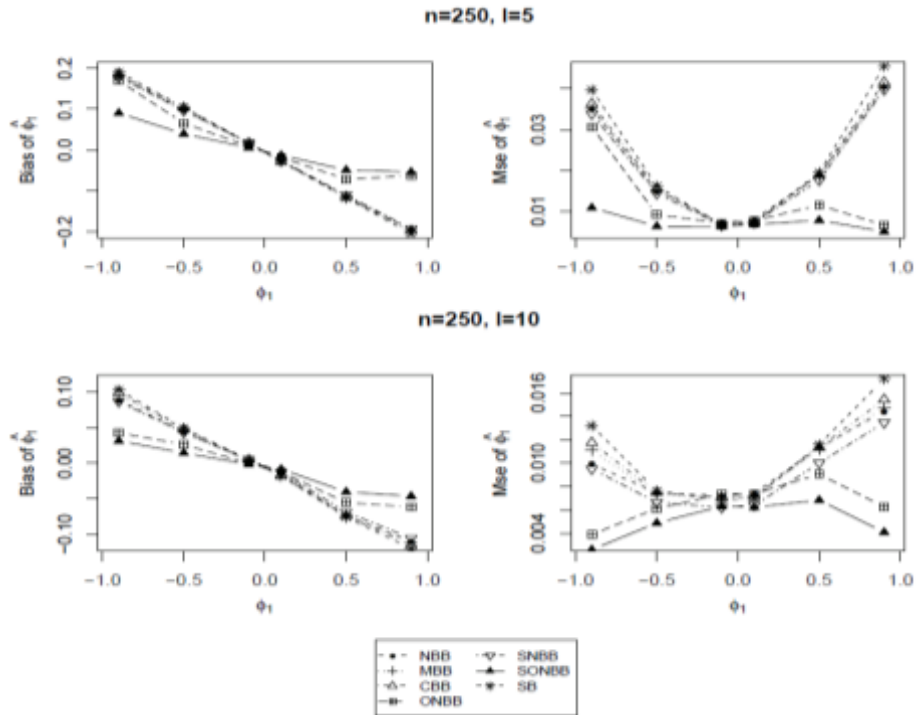 n=250, l=5
Bias of ϕ̂₁
0.2
0.1
0.0
-0.2
−1.0 −0.5 0.0 0.5 1.0
ϕ₁
Mse of ϕ̂₁
0.03
0.01
−1.0 −0.5 0.0 0.5 1.0
ϕ₁
n=250, l=10
Bias of ϕ̂₁
0.10
0.00
-0.10
−1.0 −0.5 0.0 0.5 1.0
ϕ₁
Mse of ϕ̂₁
0.016
0.010
0.004
−1.0 −0.5 0.0 0.5 1.0
ϕ₁
NBB
MBB
CBB
ONBB
SNBB
SONBB
SB